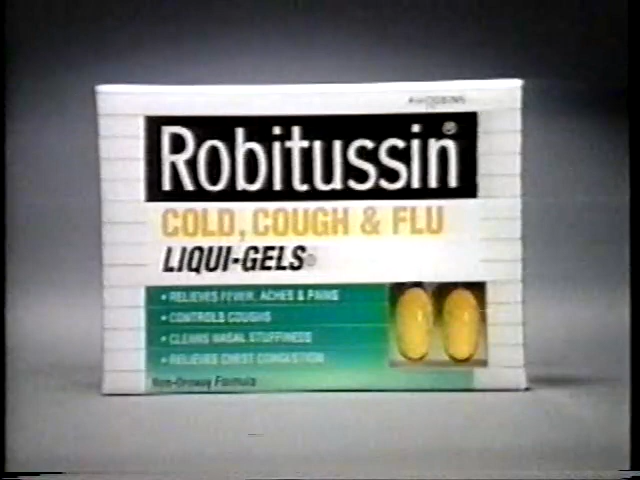 A·H·ROBINS
Robitussin®
COLD, COUGH & FLU
LIQUI-GELS®
• RELIEVES FEVER, ACHES & PAINS
• CONTROLS COUGHS
• CLEARS NASAL STUFFINESS
• RELIEVES CHEST CONGESTION
Non-Drowsy Formula